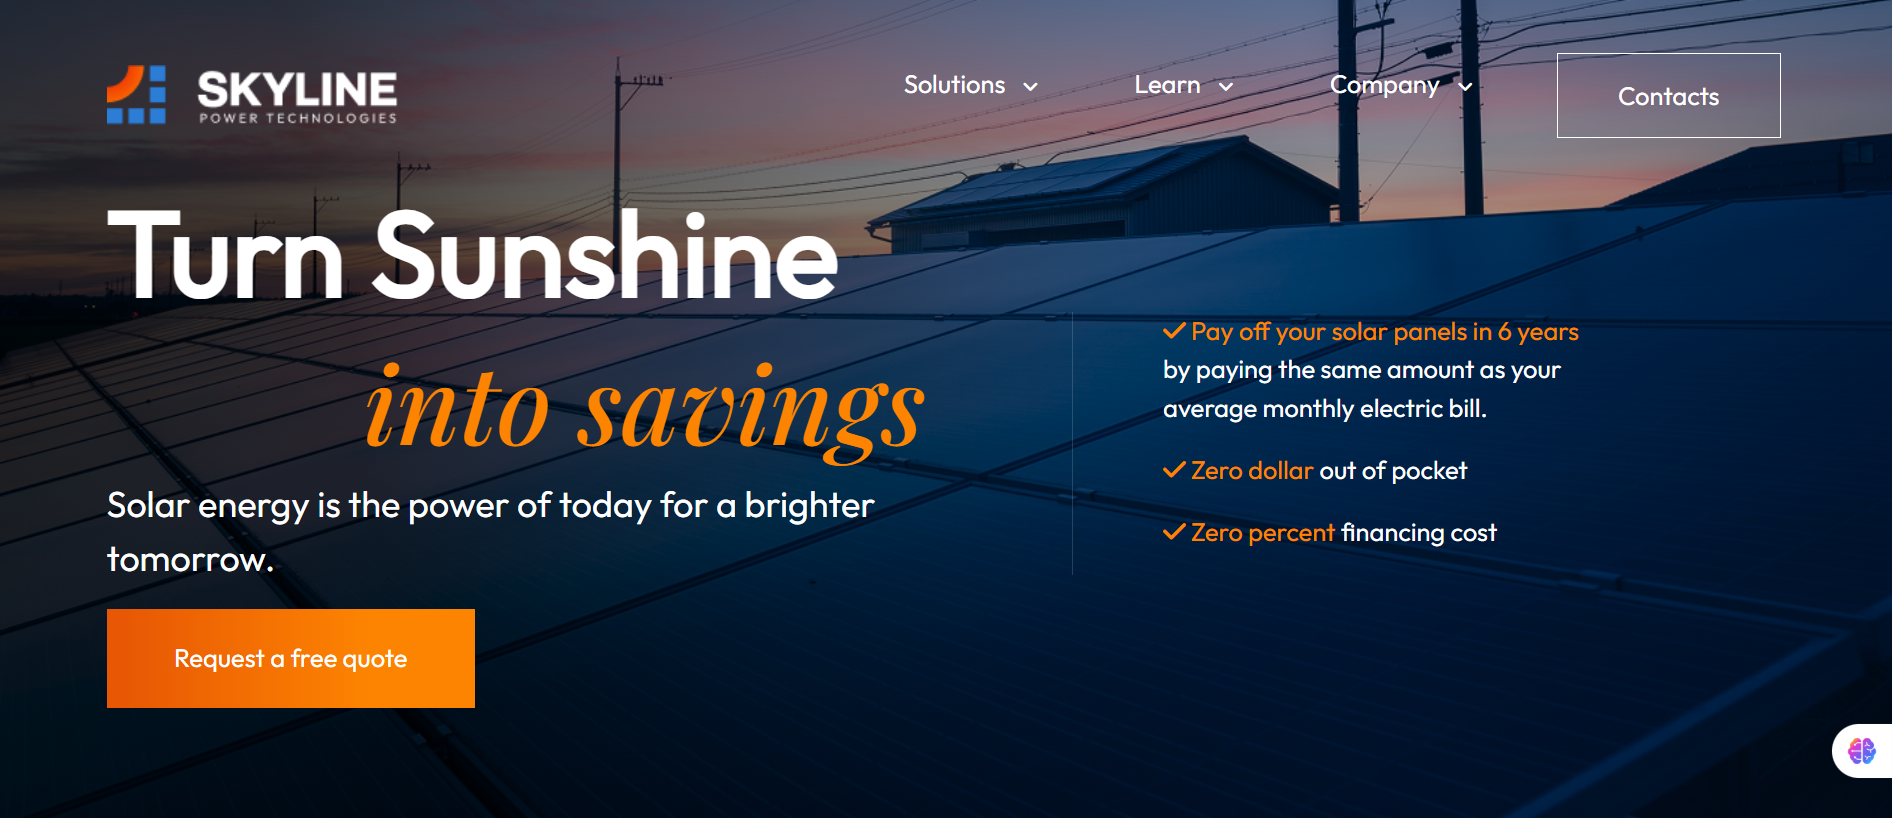 SKYLINE
POWER TECHNOLOGIES
Solutions
Learn
Company
Contacts
Turn Sunshine
into savings
Solar energy is the power of today for a brighter
tomorrow.
Request a free quote
Pay off your solar panels in 6 years
by paying the same amount as your
average monthly electric bill.
Zero dollar out of pocket
Zero percent financing cost